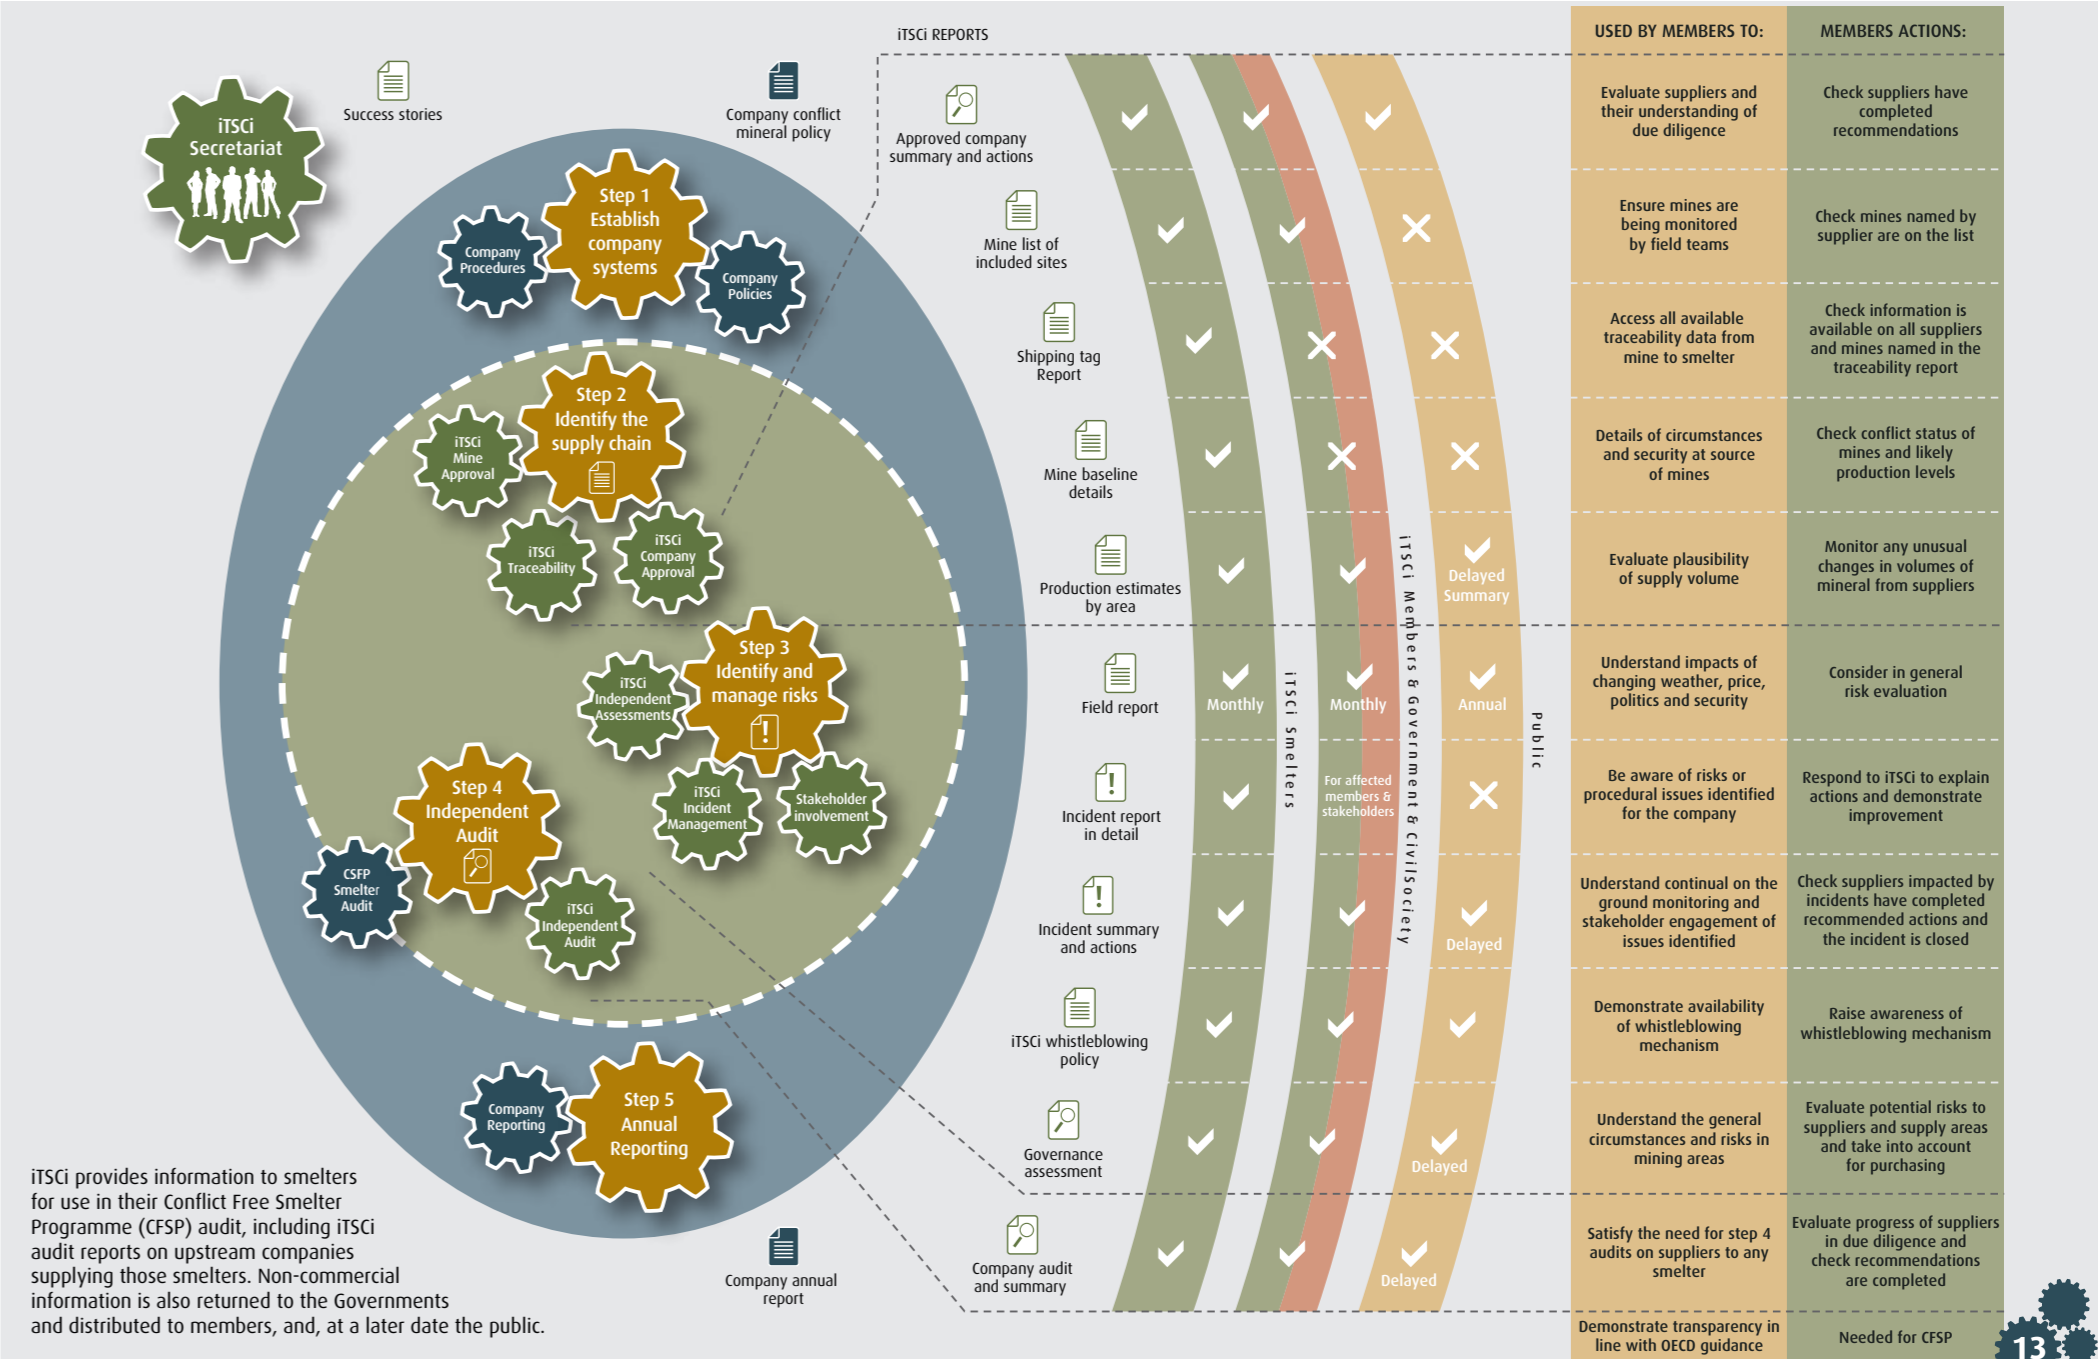 iTSCi
Secretariat
Success stories
Company conflict
mineral policy
Step 1
Establish
company
systems
Company
Procedures
Company
Policies
Step 2
Identify the
supply chain
iTSCi
Mine
Approval
iTSCi
Traceability
iTSCi
Company
Approval
Step 3
Identify and
manage risks
iTSCi
Independent
Assessments
iTSCi
Incident
Management
Stakeholder
involvement
Step 4
Independent
Audit
CSFP
Smelter
Audit
iTSCi
Independent
Audit
Step 5
Annual
Reporting
Company
Reporting
Company annual
report
iTSCi provides information to smelters
for use in their Conflict Free Smelter
Programme (CFSP) audit, including iTSCi
audit reports on upstream companies
supplying those smelters. Non-commercial
information is also returned to the Governments
and distributed to members, and, at a later date the public.
iTSCi REPORTS
Approved company
summary and actions
Mine list of
included sites
Shipping tag
Report
Mine baseline
details
Production estimates
by area
Field report
Incident report
in detail
Incident summary
and actions
iTSCi whistleblowing
policy
Governance
assessment
Company audit
and summary
Monthly
iTSCi Smelters
Monthly
For affected
members &
stakeholders
iTSCi Members & Government & CivilSociety
Delayed
Summary
Annual
Delayed
Delayed
Delayed
Public
USED BY MEMBERS TO:
Evaluate suppliers and
their understanding of
due diligence
Ensure mines are
being monitored
by field teams
Access all available
traceability data from
mine to smelter
Details of circumstances
and security at source
of mines
Evaluate plausibility
of supply volume
Understand impacts of
changing weather, price,
politics and security
Be aware of risks or
procedural issues identified
for the company
Understand continual on the
ground monitoring and
stakeholder engagement of
issues identified
Demonstrate availability
of whistleblowing
mechanism
Understand the general
circumstances and risks in
mining areas
Satisfy the need for step 4
audits on suppliers to any
smelter
Demonstrate transparency in
line with OECD guidance
MEMBERS ACTIONS:
Check suppliers have
completed
recommendations
Check mines named by
supplier are on the list
Check information is
available on all suppliers
and mines named in the
traceability report
Check conflict status of
mines and likely
production levels
Monitor any unusual
changes in volumes of
mineral from suppliers
Consider in general
risk evaluation
Respond to iTSCi to explain
actions and demonstrate
improvement
Check suppliers impacted by
incidents have completed
recommended actions and
the incident is closed
Raise awareness of
whistleblowing mechanism
Evaluate potential risks to
suppliers and supply areas
and take into account
for purchasing
Evaluate progress of suppliers
in due diligence and
check recommendations
are completed
Needed for CFSP
13